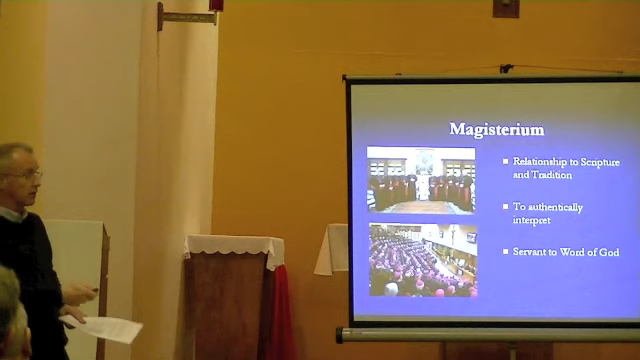 Magisterium
Relationship to Scripture
and Tradition
To authentically
interpret
Servant to Word of God